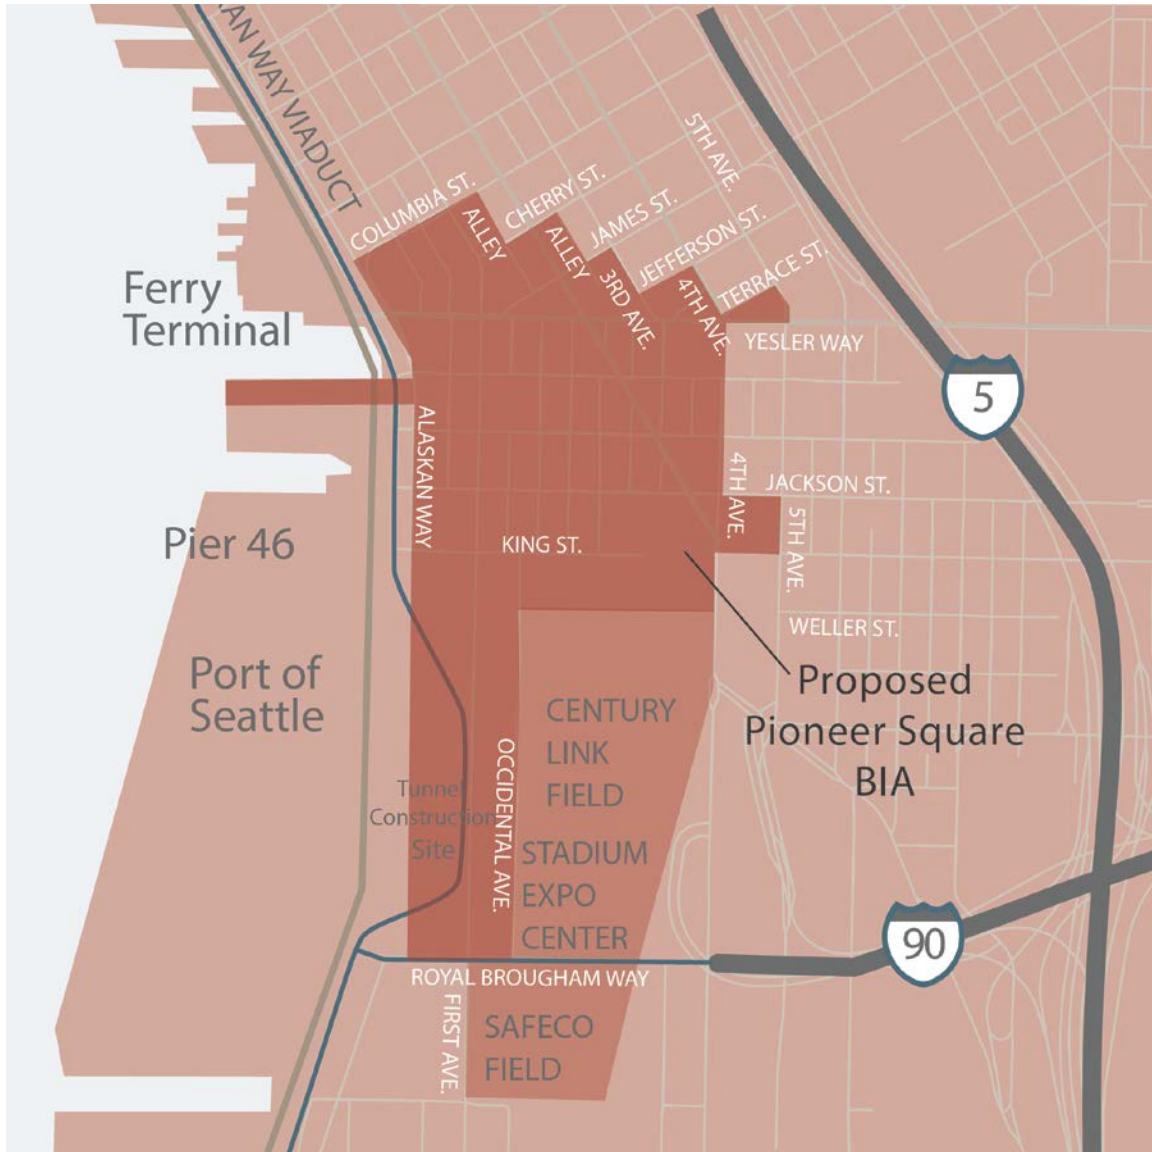 KAN WAY VIADUCT
5TH AVE.
COLUMBIA ST.
ALLEY
CHERRY ST.
ALLEY
JAMES ST.
3RD AVE.
JEFFERSON ST.
4TH AVE.
TERRACE ST.
Ferry
Terminal
YESLER WAY
5
ALASKAN WAY
4TH AVE.
JACKSON ST.
5TH AVE.
Pier 46
KING ST.
WELLER ST.
Port of
Seattle
Proposed
Pioneer Square
BIA
CENTURY
LINK
FIELD
OCCIDENTAL AVE.
Tunnel
Construction
Site
STADIUM
EXPO
CENTER
90
ROYAL BROUGHAM WAY
FIRST AVE.
SAFECO
FIELD